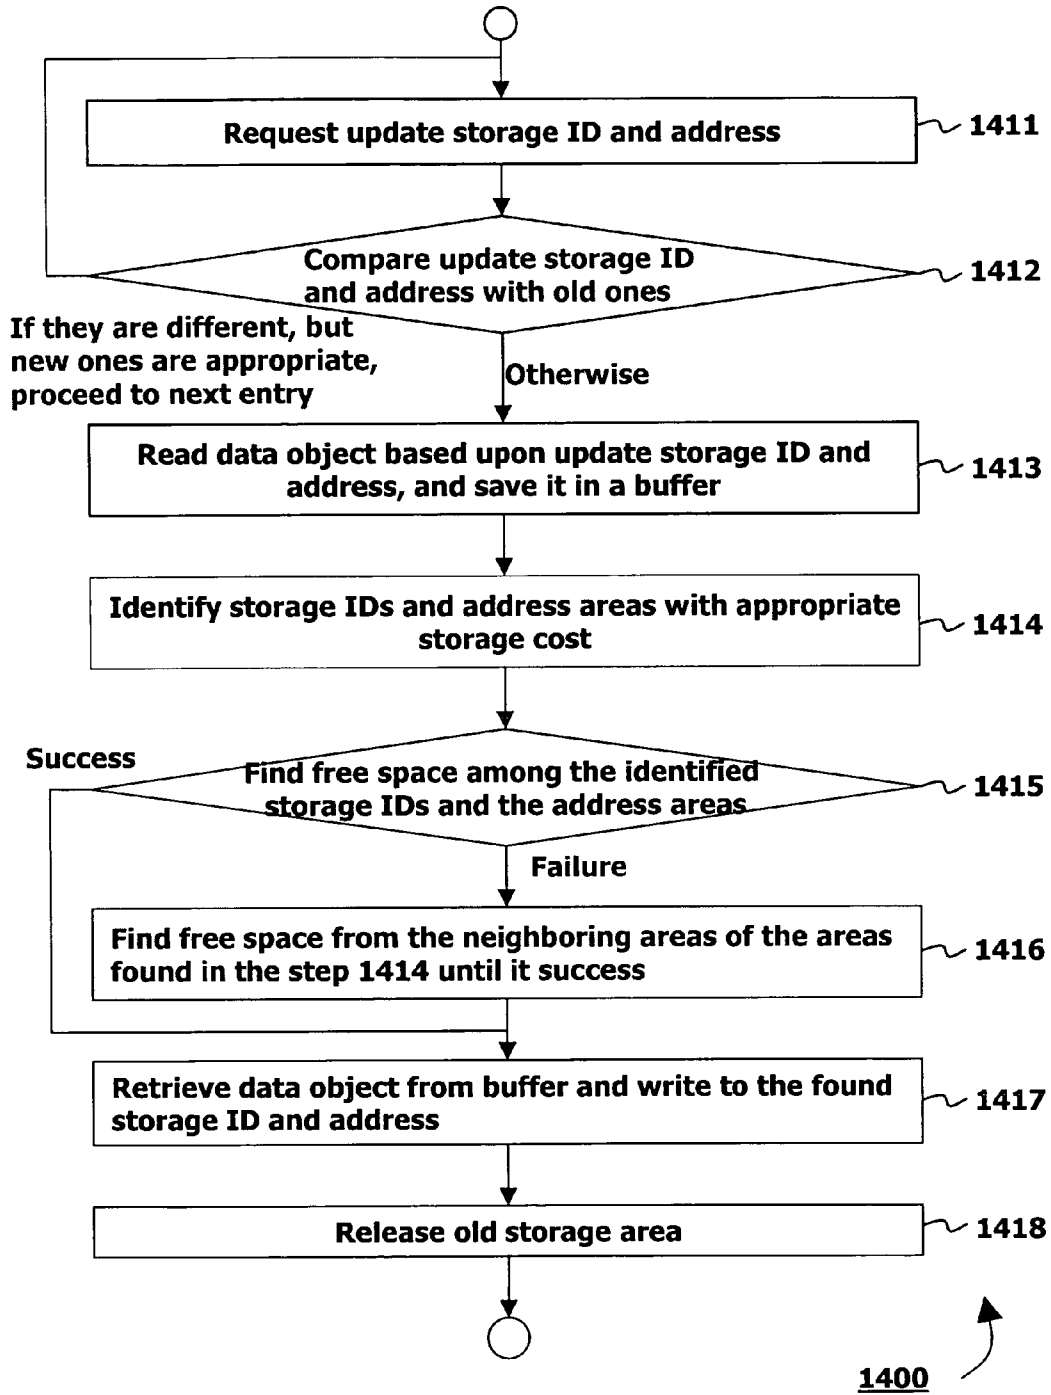 Request update storage ID and address
1411
Compare update storage ID
and address with old ones
1412
If they are different, but
new ones are appropriate,
proceed to next entry
Otherwise
Read data object based upon update storage ID and
address, and save it in a buffer
1413
Identify storage IDs and address areas with appropriate
storage cost
1414
Success
Find free space among the identified
storage IDs and the address areas
1415
Failure
Find free space from the neighboring areas of the areas
found in the step 1414 until it success
1416
Retrieve data object from buffer and write to the found
storage ID and address
1417
Release old storage area
1418
1400